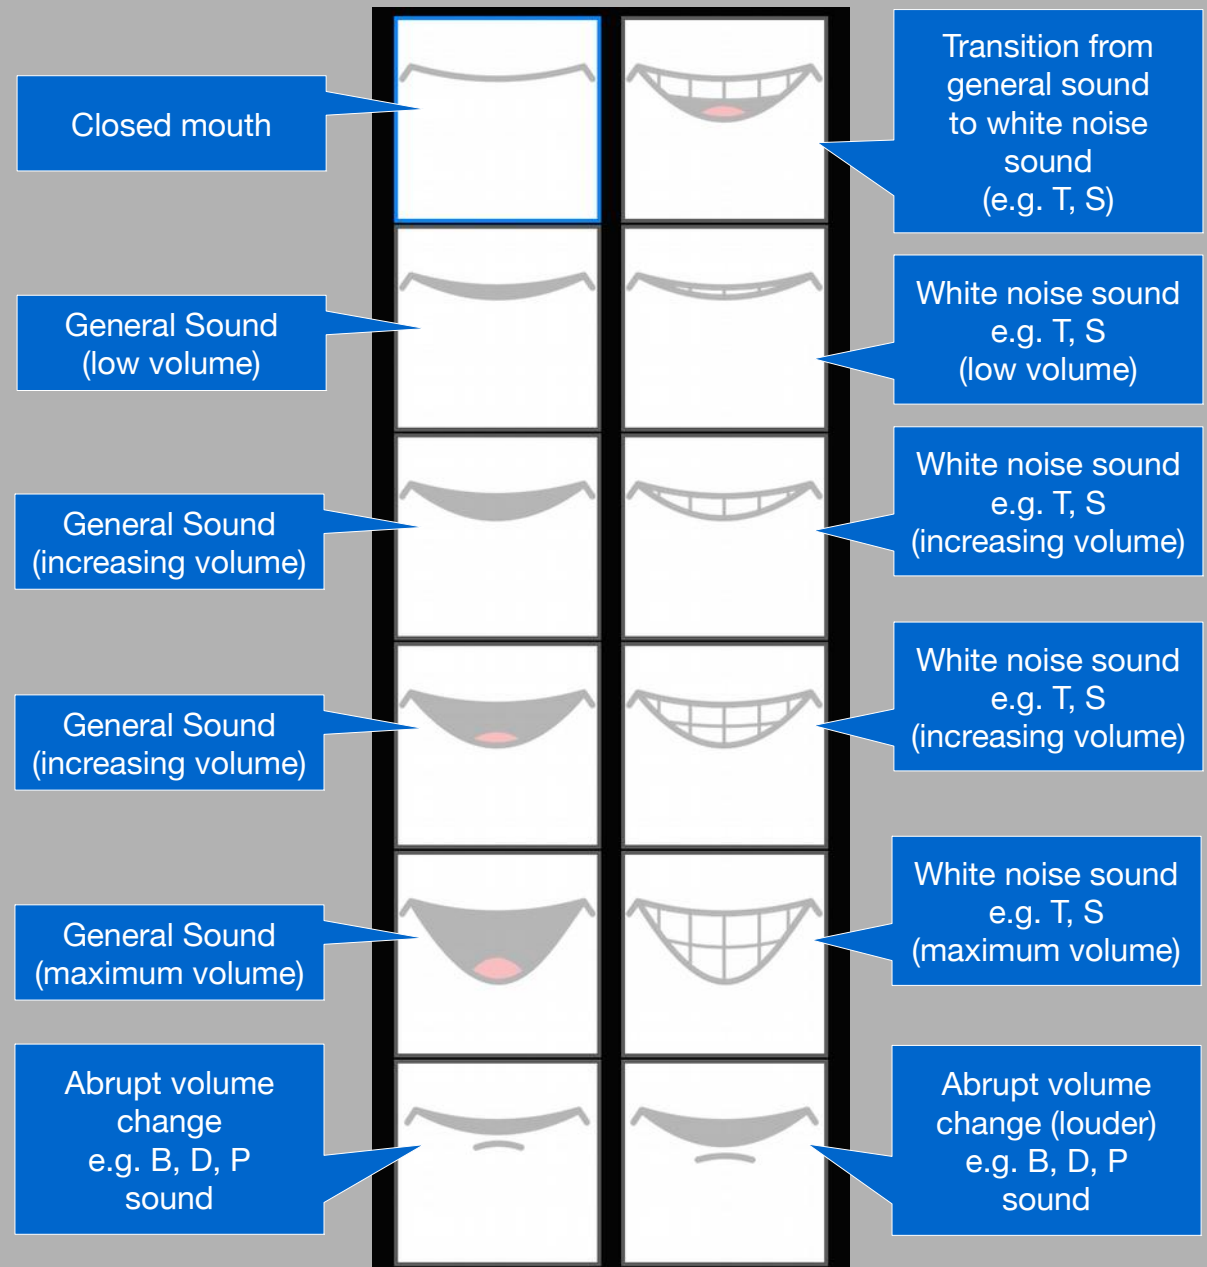 Closed mouth
Transition from
general sound
to white noise
sound
(e.g. T, S)
General Sound
(low volume)
White noise sound
e.g. T, S
(low volume)
General Sound
(increasing volume)
White noise sound
e.g. T, S
(increasing volume)
General Sound
(increasing volume)
White noise sound
e.g. T, S
(increasing volume)
General Sound
(maximum volume)
White noise sound
e.g. T, S
(maximum volume)
Abrupt volume
change
e.g. B, D, P
sound
Abrupt volume
change (louder)
e.g. B, D, P
sound